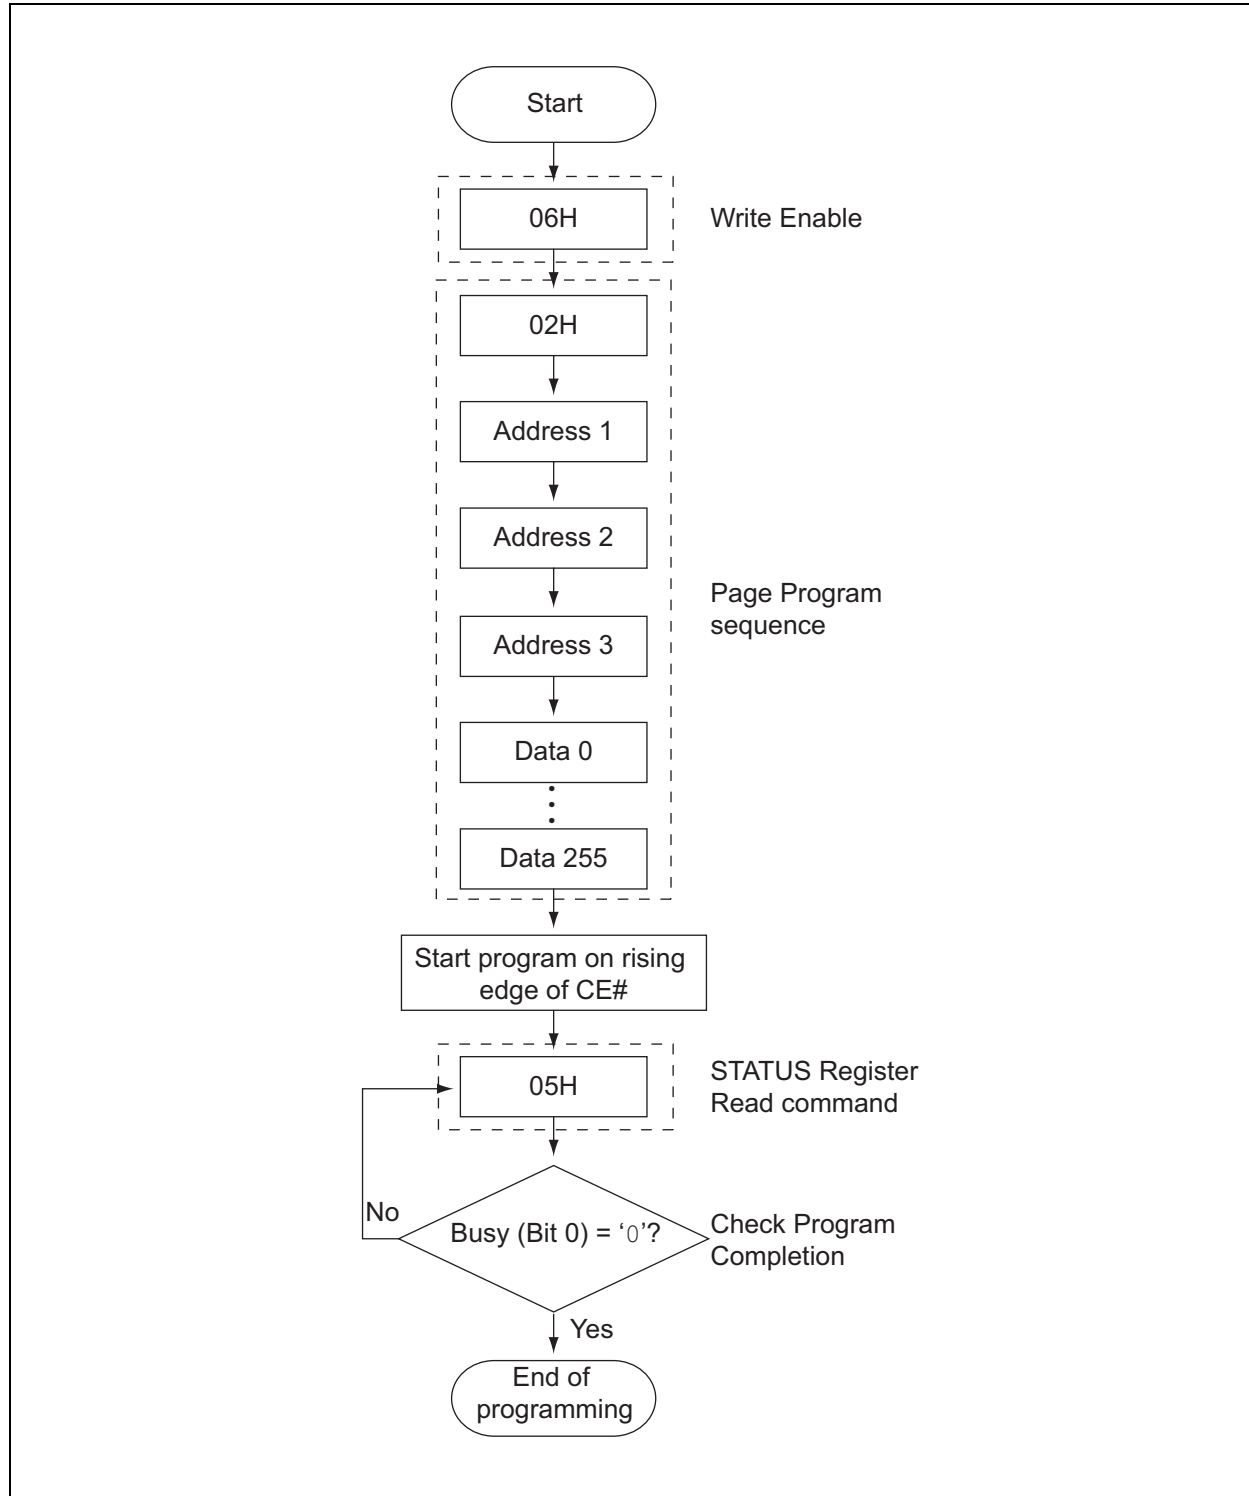 Start
06H
Write Enable
02H
Address 1
Address 2
Address 3
Page Program
sequence
Data 0
Data 255
Start program on rising
edge of CE#
05H
STATUS Register
Read command
No
Busy (Bit 0) = ‘0’?
Check Program
Completion
Yes
End of
programming